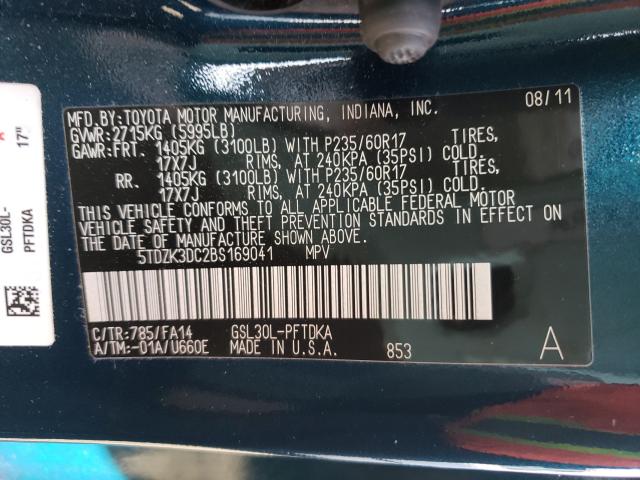 MFD.BY:TOYOTA MOTOR MANUFACTURING, INDIANA, INC. 08/11
GVWR:2715KG (5995LB)
GAWR:FRT. 1405KG (3100LB) WITH P235/60R17 TIRES,
17X7J RIMS, AT 240KPA (35PSI) COLD.
RR. 1405KG (3100LB) WITH P235/60R17 TIRES,
17X7J RIMS, AT 240KPA (35PSI) COLD.
THIS VEHICLE CONFORMS TO ALL APPLICABLE FEDERAL MOTOR
VEHICLE SAFETY AND THEFT PREVENTION STANDARDS IN EFFECT ON
THE DATE OF MANUFACTURE SHOWN ABOVE.
5TDZK3DC2BS169041 MPV
C/TR:785/FA14 GSL30L-PFTDKA
A/TM:-01A/U660E MADE IN U.S.A. 853 A
17"
GSL30L-
PFTDKA